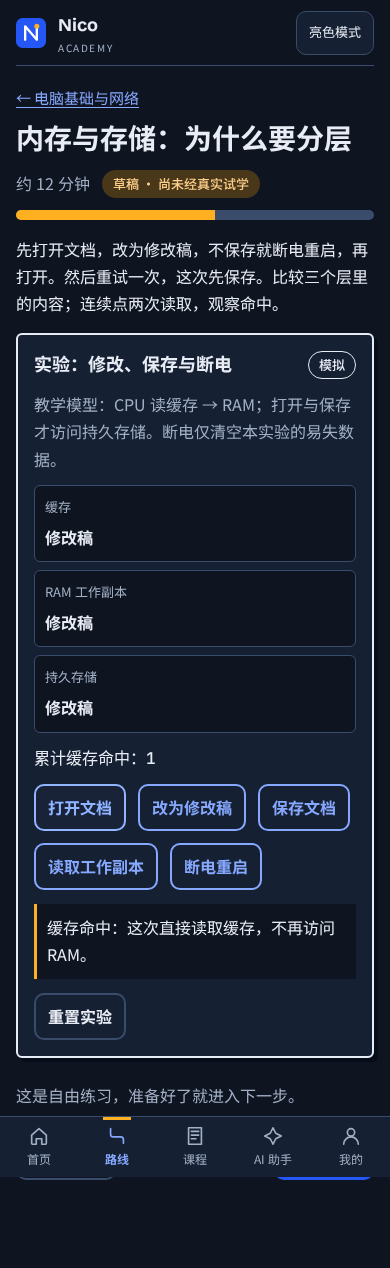 Nico
ACADEMY
亮色模式
← 电脑基础与网络
内存与存储：为什么要分层
约 12 分钟
草稿 · 尚未经真实试学
先打开文档，改为修改稿，不保存就断电重启，再
打开。然后重试一次，这次先保存。比较三个层里
的内容；连续点两次读取，观察命中。
实验：修改、保存与断电
模拟
教学模型：CPU 读缓存 → RAM；打开与保存
才访问持久存储。断电仅清空本实验的易失数
据。
缓存
修改稿
RAM 工作副本
修改稿
持久存储
修改稿
累计缓存命中：1
打开文档
改为修改稿
保存文档
读取工作副本
断电重启
缓存命中：这次直接读取缓存，不再访问
RAM。
重置实验
这是自由练习，准备好了就进入下一步。
首页
路线
课程
AI 助手
我的